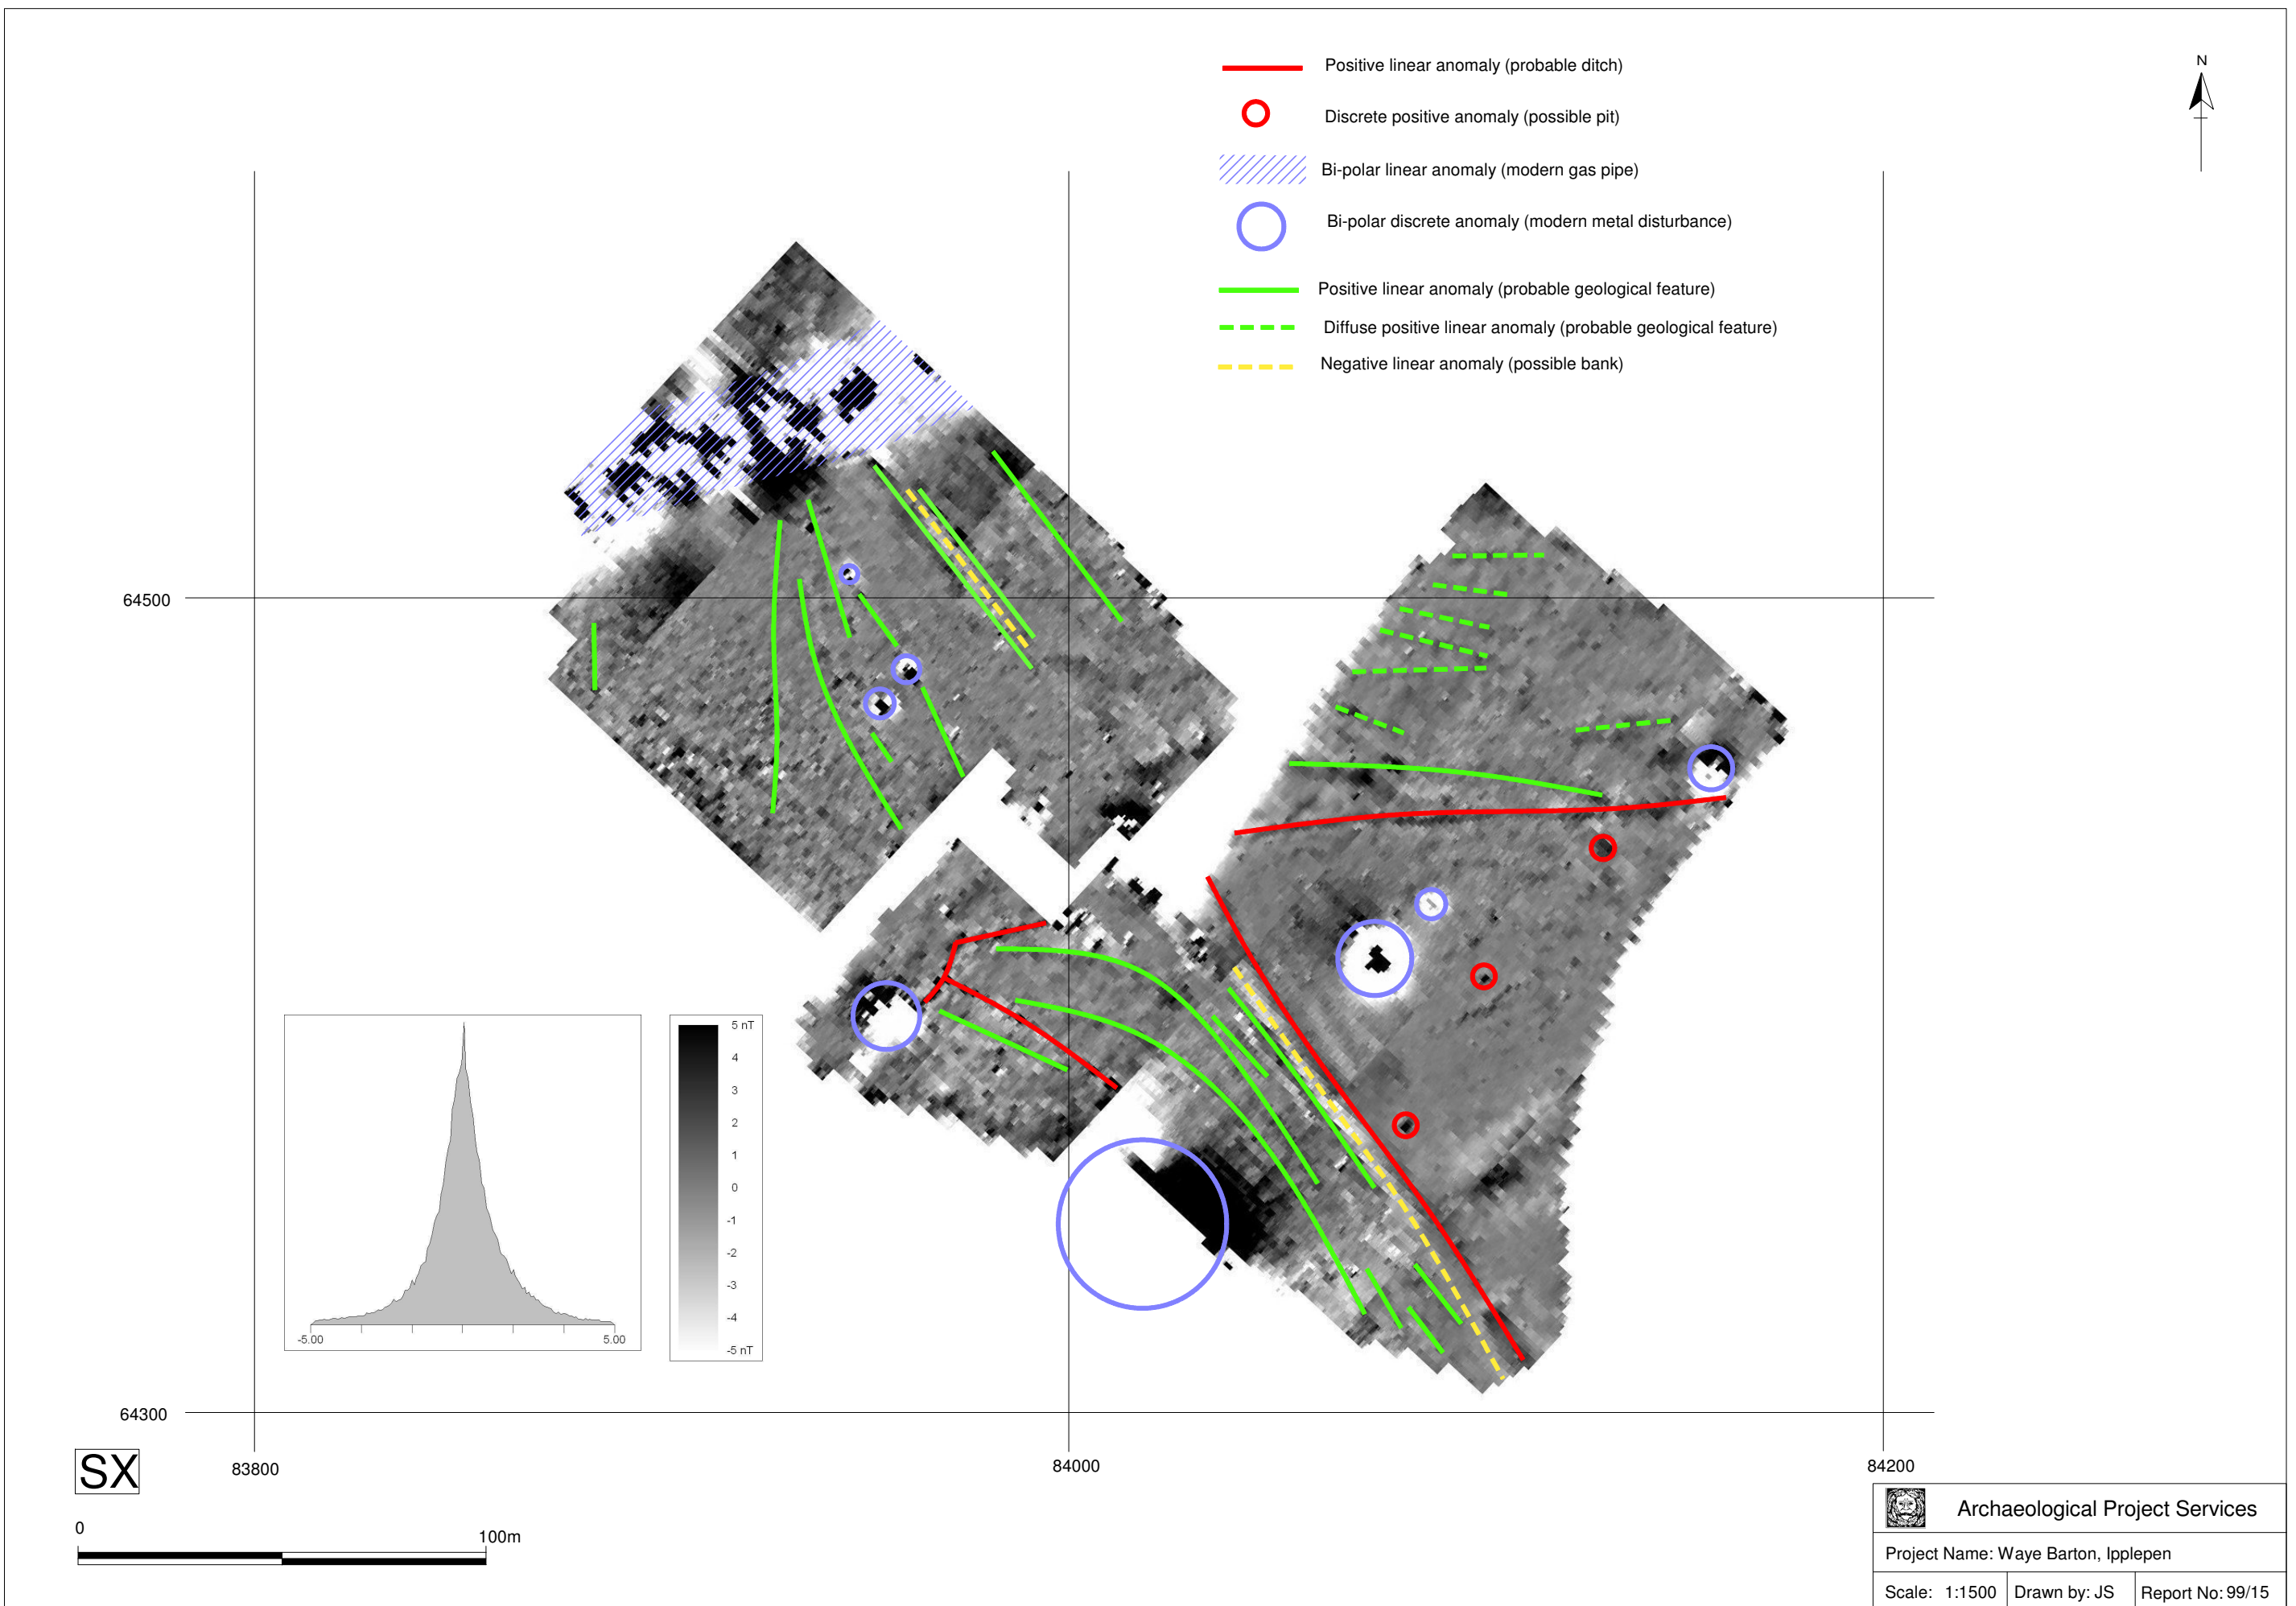 Positive linear anomaly (probable ditch)
Discrete positive anomaly (possible pit)
Bi-polar linear anomaly (modern gas pipe)
Bi-polar discrete anomaly (modern metal disturbance)
Positive linear anomaly (probable geological feature)
Diffuse positive linear anomaly (probable geological feature)
Negative linear anomaly (possible bank)
N
64500
64300
83800
84000
84200
SX
0
100m
-5.00
5.00
5 nT
4
3
2
1
0
-1
-2
-3
-4
-5 nT
Archaeological Project Services
Project Name: Waye Barton, Ipplepen
Scale: 1:1500 Drawn by: JS Report No: 99/15